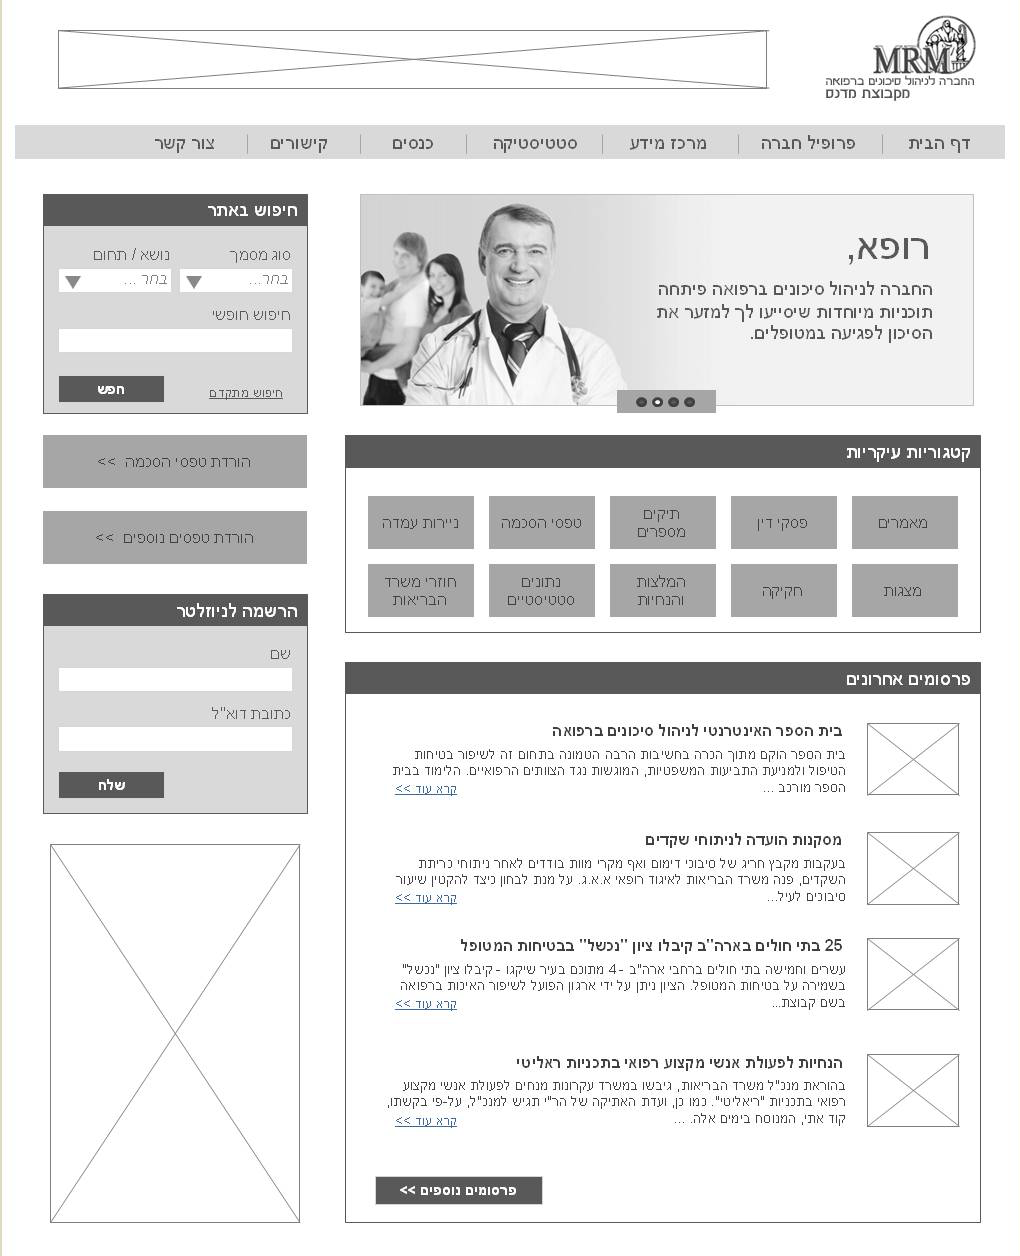 MRM
החברה לניהול סיכונים ברפואה
מקבוצת מדנס
דף הבית
פרופיל חברה
מרכז מידע
סטטיסטיקה
כנסים
קישורים
צור קשר
רופא,
החברה לניהול סיכונים ברפואה פיתחה
תוכניות מיוחדות שיסייעו לך למזער את
הסיכון לפגיעה במטופלים.
חיפוש באתר
סוג מסמך
נושא / תחום
בחר...
בחר ...
חיפוש חופשי
חיפוש מתקדם
חפש
הורדת טפסי הסכמה >>
הורדת טפסים נוספים >>
הרשמה לניוזלטר
שם
כתובת דוא"ל
שלח
קטגוריות עיקריות
מאמרים
פסקי דין
תיקים
מספרים
טפסי הסכמה
ניירות עמדה
מצגות
חקיקה
המלצות
והנחיות
נתונים
סטטיסטיים
חוזרי משרד
הבריאות
פרסומים אחרונים
בית הספר האינטרנטי לניהול סיכונים ברפואה
בית הספר הוקם מתוך הכרה בחשיבות הרבה הטמונה בתחום זה לשיפור בטיחות
הטיפול ולמניעת התביעות המשפטיות, המוגשות נגד הצוותים הרפואיים. הלימוד בבית
הספר מורכב ...
קרא עוד >>
מסקנות הועדה לניתוחי שקדים
בעקבות מקבץ חריג של סיבוכי דימום ואף מקרי מוות בודדים לאחר ניתוחי כריתת
השקדים, פנה משרד הבריאות לאיגוד רופאי א.א.ג. על מנת לבחון כיצד להקטין שיעור
סיבוכים לעיל...
קרא עוד >>
25 בתי חולים בארה"ב קיבלו ציון "נכשל" בבטיחות המטופל
עשרים וחמישה בתי חולים ברחבי ארה"ב - 4 מתוכם בעיר שיקגו - קיבלו ציון "נכשל"
בשמירה על בטיחות המטופל. הציון ניתן על ידי ארגון הפועל לשיפור האיכות ברפואה
בשם קבוצת...
קרא עוד >>
הנחיות לפעולת אנשי מקצוע רפואי בתכניות ראליטי
בהוראת מנכ"ל משרד הבריאות, גיבשו במשרד עקרונות מנחים לפעולת אנשי מקצוע
רפואי בתכניות "ריאליטי". כמו כן, ועדת האתיקה של הר"י תגיש למנכ"ל, על-פי בקשתו,
קוד אתי, המנוסח בימים אלה. ...
קרא עוד >>
פרסומים נוספים >>